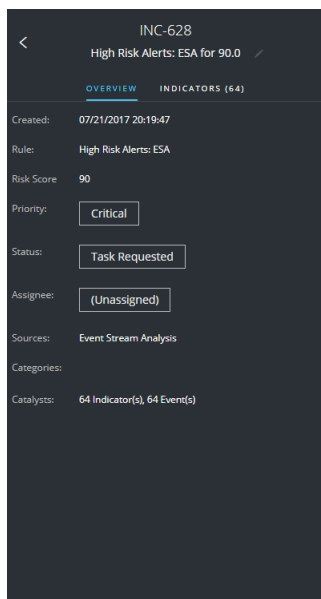 INC-628
High Risk Alerts: ESA for 90.0
OVERVIEW INDICATORS (64)
Created: 07/21/2017 20:19:47
Rule: High Risk Alerts: ESA
Risk Score 90
Priority: Critical
Status: Task Requested
Assignee: (Unassigned)
Sources: Event Stream Analysis
Categories:
Catalysts: 64 Indicator(s), 64 Event(s)